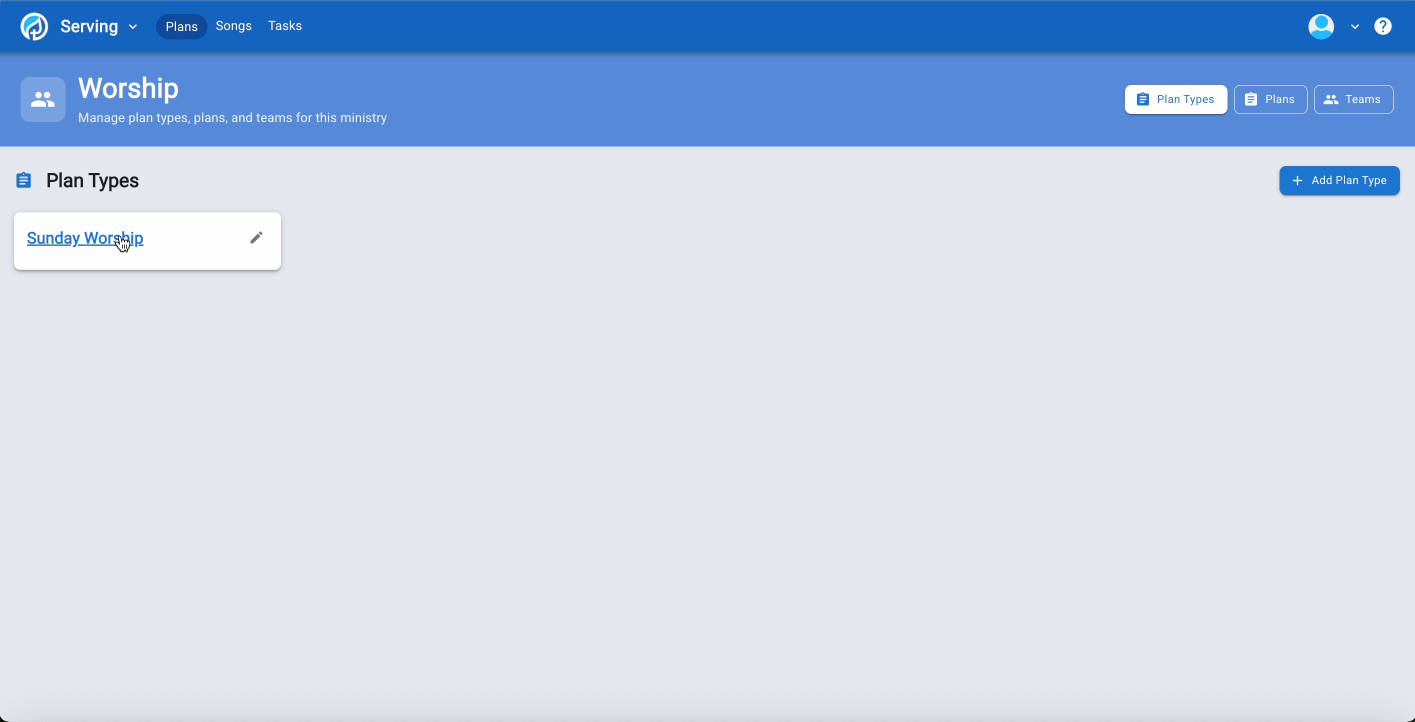 Serving
Plans
Songs
Tasks
Worship
Manage plan types, plans, and teams for this ministry
Plan Types
Plans
Teams
Plan Types
Add Plan Type
Sunday Worship